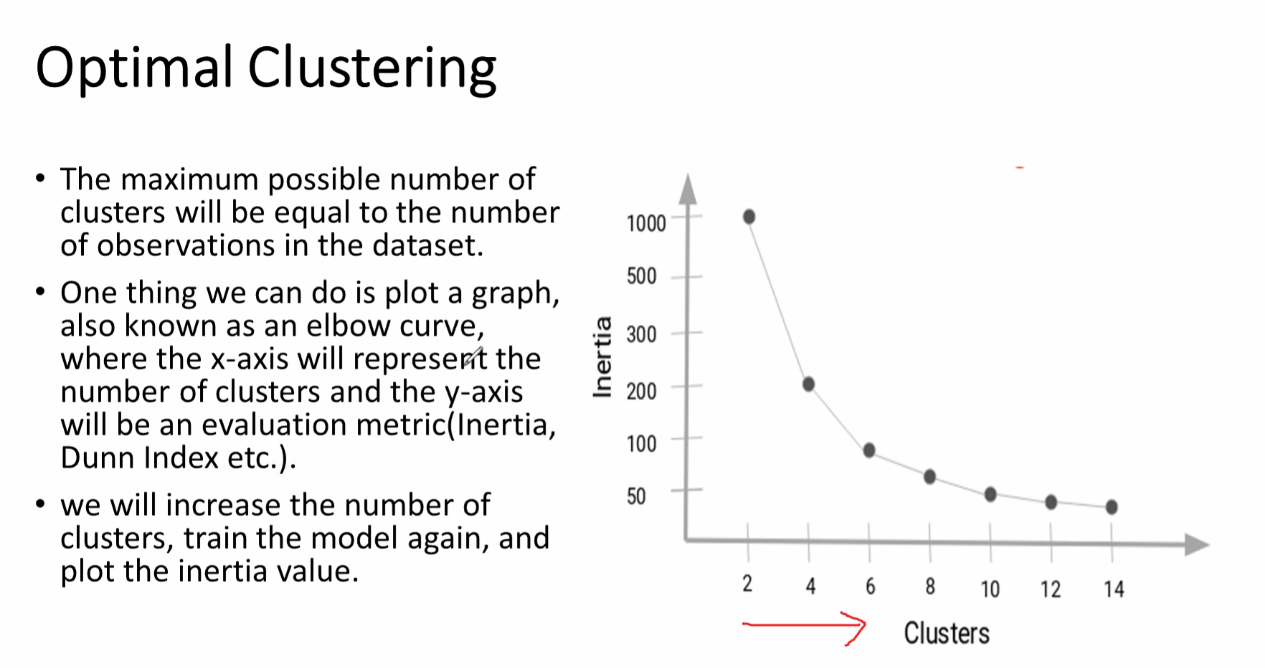 Optimal Clustering
• The maximum possible number of
clusters will be equal to the number
of observations in the dataset.
• One thing we can do is plot a graph,
also known as an elbow curve,
where the x-axis will represent the
number of clusters and the y-axis
will be an evaluation metric(Inertia,
Dunn Index etc.).
• we will increase the number of
clusters, train the model again, and
plot the inertia value.
Inertia
1000
500
300
200
100
50
2 4 6 8 10 12 14
Clusters